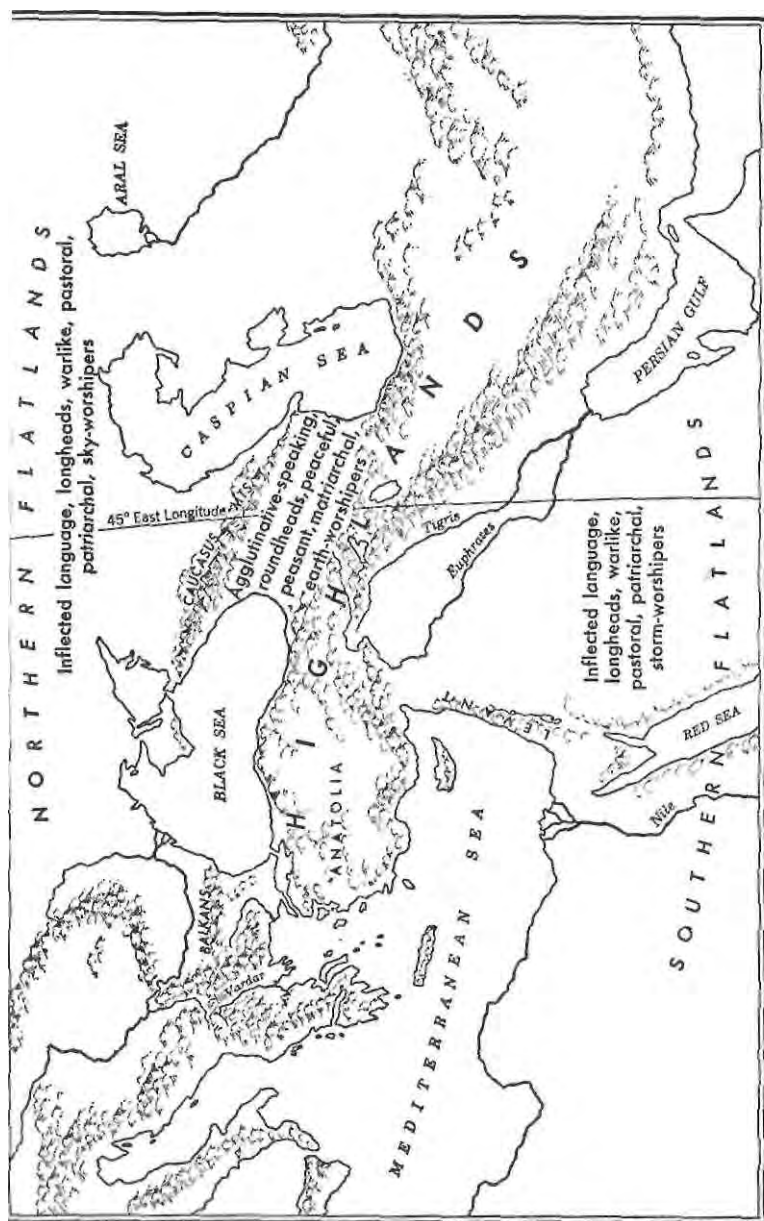 NORTHERN FLATLANDS
Inflected language, longheads, warlike, pastoral,
patriarchal, sky-worshipers
ARAL SEA
CASPIAN SEA
45° East Longitude
CAUCASUS MTS
Agglutinative-speaking,
roundheads, peaceful,
peasant, matriarchal,
earth-worshipers
BLACK SEA
BALKANS
Vardar
HIGHLANDS
ANATOLIA
Tigris
Euphrates
PERSIAN GULF
LEVANT
MEDITERRANEAN SEA
Inflected language,
longheads, warlike,
pastoral, patriarchal,
storm-worshipers
RED SEA
Nile
SOUTHERN FLATLANDS